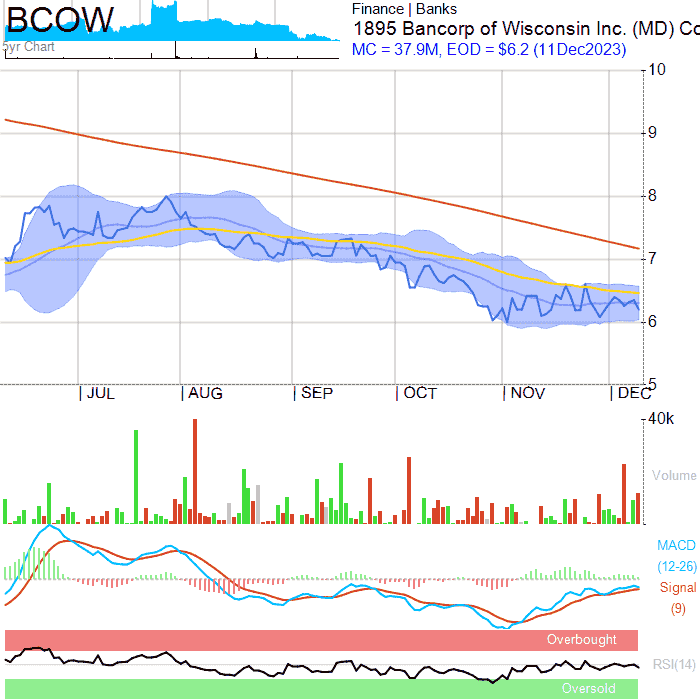 BCOW
5yr Chart
Finance | Banks
1895 Bancorp of Wisconsin Inc. (MD) Co
MC = 37.9M, EOD = $6.2 (11Dec2023)
10
9
8
7
6
5
JUL AUG SEP OCT NOV DEC
40k
Volume
MACD
(12-26)
Signal
(9)
Overbought
RSI(14)
Oversold